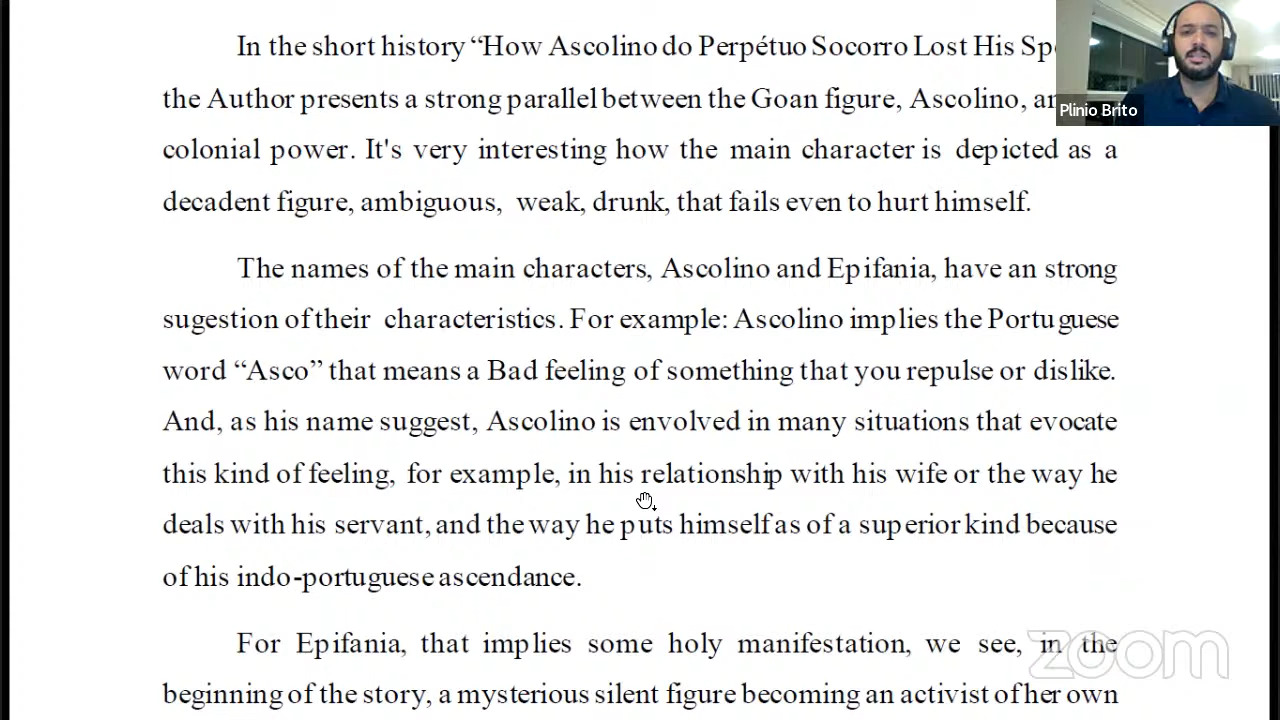 In the short history “How Ascolino do Perpétuo Socorro Lost His
the Author presents a strong parallel between the Goan figure, Ascolino,
colonial power. It's very interesting how the main character is depicted as a
decadent figure, ambiguous, weak, drunk, that fails even to hurt himself.
The names of the main characters, Ascolino and Epifania, have an strong
sugestion of their characteristics. For example: Ascolino implies the Portuguese
word “Asco” that means a Bad feeling of something that you repulse or dislike.
And, as his name suggest, Ascolino is envolved in many situations that evocate
this kind of feeling, for example, in his relationship with his wife or the way he
deals with his servant, and the way he puts himself as of a superior kind because
of his indo-portuguese ascendance.
For Epifania, that implies some holy manifestation, we see, in the
beginning of the story, a mysterious silent figure becoming an activist of her own
Plinio Brito
zoom